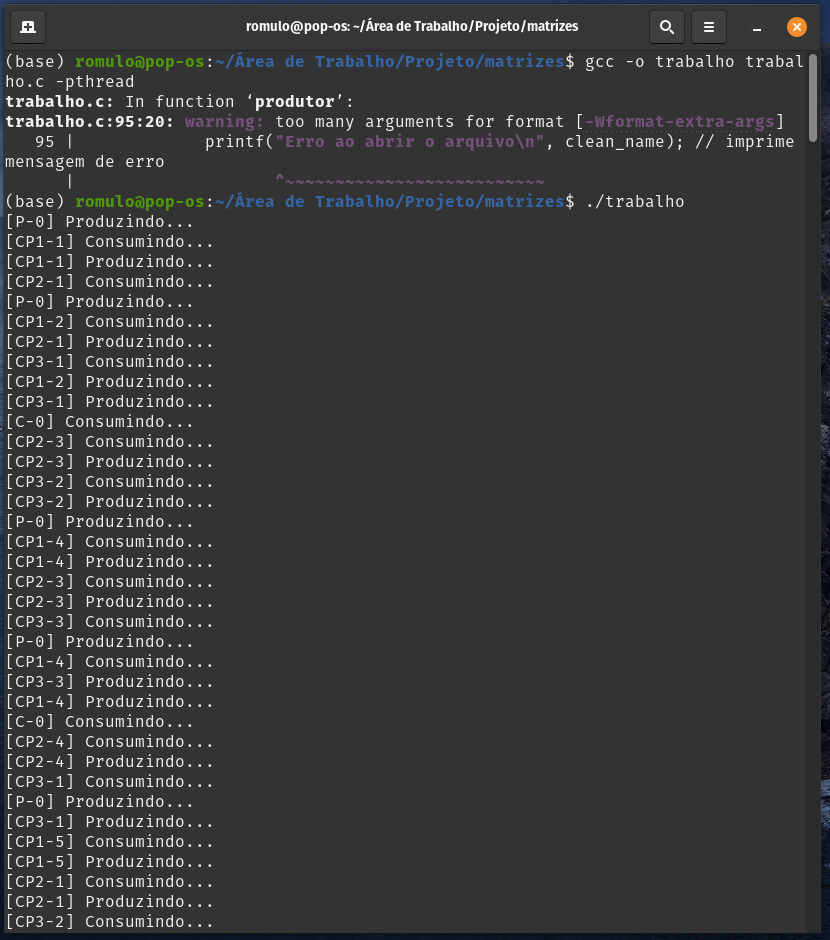 romulo@pop-os: ~/Área de Trabalho/Projeto/matrizes
(base) romulo@pop-os:~/Área de Trabalho/Projeto/matrizes$ gcc -o trabalho trabal
ho.c -pthread
trabalho.c: In function ‘produtor’:
trabalho.c:95:20: warning: too many arguments for format [-Wformat-extra-args]
   95 |             printf("Erro ao abrir o arquivo\n", clean_name); // imprime
mensagem de erro
      |                    ^~~~~~~~~~~~~~~~~~~~~~~~~~~
(base) romulo@pop-os:~/Área de Trabalho/Projeto/matrizes$ ./trabalho
[P-0] Produzindo...
[CP1-1] Consumindo...
[CP1-1] Produzindo...
[CP2-1] Consumindo...
[P-0] Produzindo...
[CP1-2] Consumindo...
[CP2-1] Produzindo...
[CP3-1] Consumindo...
[CP1-2] Produzindo...
[CP3-1] Produzindo...
[C-0] Consumindo...
[CP2-3] Consumindo...
[CP2-3] Produzindo...
[CP3-2] Consumindo...
[CP3-2] Produzindo...
[P-0] Produzindo...
[CP1-4] Consumindo...
[CP1-4] Produzindo...
[CP2-3] Consumindo...
[CP2-3] Produzindo...
[CP3-3] Consumindo...
[P-0] Produzindo...
[CP1-4] Consumindo...
[CP3-3] Produzindo...
[CP1-4] Produzindo...
[C-0] Consumindo...
[CP2-4] Consumindo...
[CP2-4] Produzindo...
[CP3-1] Consumindo...
[P-0] Produzindo...
[CP3-1] Produzindo...
[CP1-5] Consumindo...
[CP1-5] Produzindo...
[CP2-1] Consumindo...
[CP2-1] Produzindo...
[CP3-2] Consumindo...